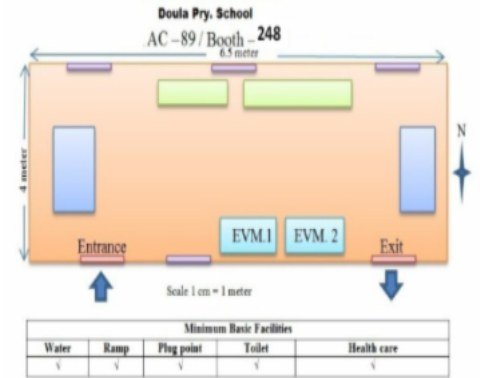 Doula Pry. School
AC – 89 / Booth – 248
6.5 meter
4 meter
N
EVM.1
EVM. 2
Entrance
Exit
Scale 1 cm = 1 meter
Minimum Basic Facilities
Water Ramp Plug point Toilet Health care
√ √ √ √ √